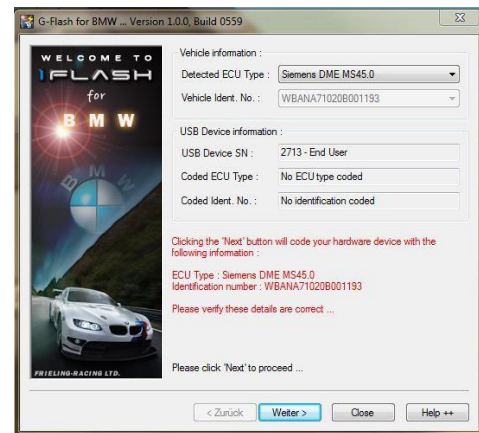 G-Flash for BMW ... Version 1.0.0, Build 0559
WELCOME TO
IFLASH
for
BMW
BMW
FRIELING-RACING LTD.
Vehicle information :
Detected ECU Type : Siemens DME MS45.0
Vehicle Ident. No. : WBANA71020B001193
USB Device information :
USB Device SN : 2713 - End User
Coded ECU Type : No ECU type coded
Coded Ident. No. : No identification coded
Clicking the 'Next' button will code your hardware device with the
following information :
ECU Type : Siemens DME MS45.0
Identification number : WBANA71020B001193
Please verify these details are correct ...
Please click 'Next' to proceed ...
< Zurück
Weiter >
Close
Help ++